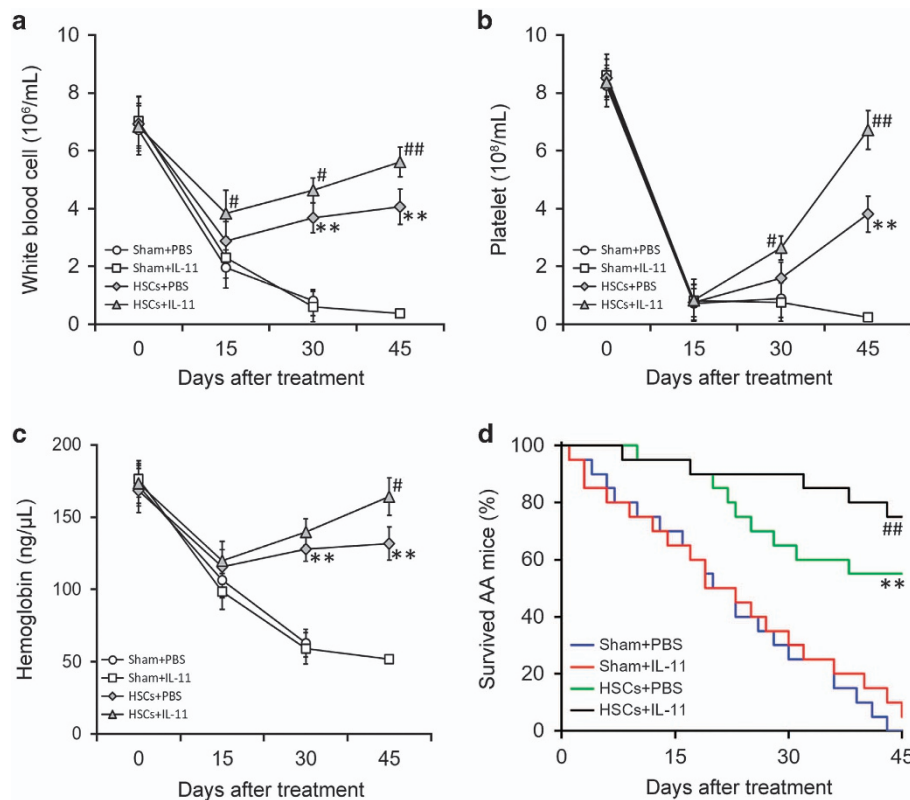 a
White blood cell (10⁶/mL)
10
8
6
4
2
0
#
#
##
**
**
Sham+PBS
Sham+IL-11
HSCs+PBS
HSCs+IL-11
0 15 30 45
Days after treatment
b
Platelet (10⁸/mL)
10
8
6
4
2
0
##
#
**
Sham+PBS
Sham+IL-11
HSCs+PBS
HSCs+IL-11
0 15 30 45
Days after treatment
c
Hemoglobin (ng/µL)
200
150
100
50
0
#
**
**
Sham+PBS
Sham+IL-11
HSCs+PBS
HSCs+IL-11
0 15 30 45
Days after treatment
d
Survived AA mice (%)
100
80
60
40
20
0
##
**
Sham+PBS
Sham+IL-11
HSCs+PBS
HSCs+IL-11
0 15 30 45
Days after treatment